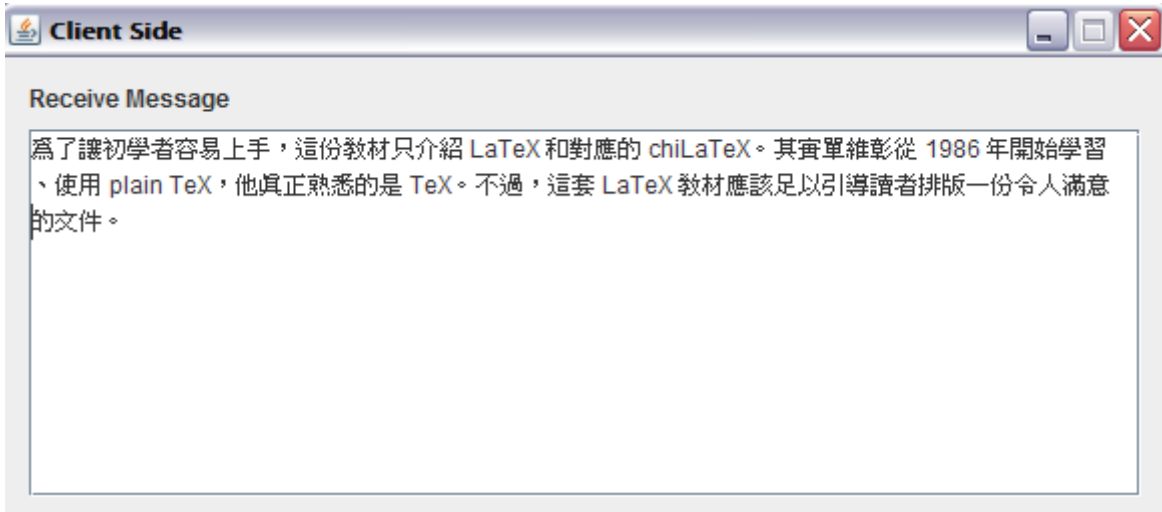 Client Side
Receive Message
爲了讓初學者容易上手，這份教材只介紹 LaTeX 和對應的 chiLaTeX。其實單維彰從 1986 年開始學習
、使用 plain TeX，他眞正熟悉的是 TeX。不過，這套 LaTeX 教材應該足以引導讀者排版一份令人滿意
的文件。